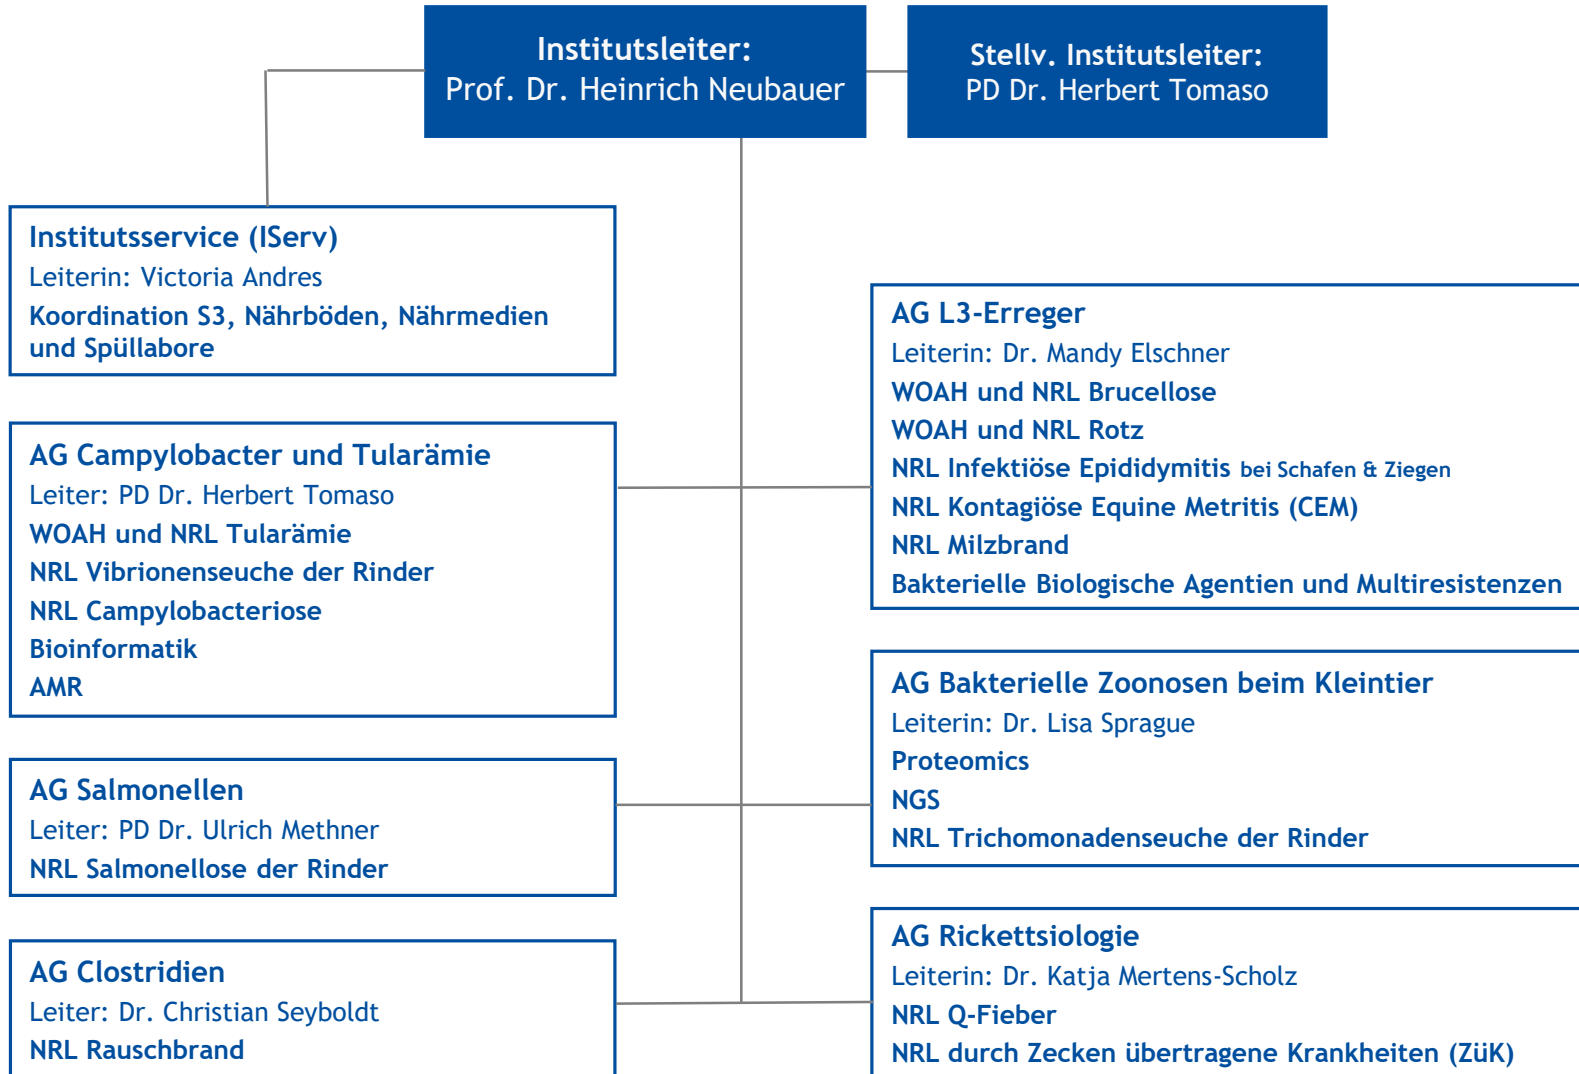 Institutsleiter:
Prof. Dr. Heinrich Neubauer
Stellv. Institutsleiter:
PD Dr. Herbert Tomaso
Institutsservice (IServ)
Leiterin: Victoria Andres
Koordination S3, Nährböden, Nährmedien
und Spüllabore
AG Campylobacter und Tularämie
Leiter: PD Dr. Herbert Tomaso
WOAH und NRL Tularämie
NRL Vibrionenseuche der Rinder
NRL Campylobacteriose
Bioinformatik
AMR
AG Salmonellen
Leiter: PD Dr. Ulrich Methner
NRL Salmonellose der Rinder
AG Clostridien
Leiter: Dr. Christian Seyboldt
NRL Rauschbrand
AG L3-Erreger
Leiterin: Dr. Mandy Elschner
WOAH und NRL Brucellose
WOAH und NRL Rotz
NRL Infektiöse Epididymitis bei Schafen & Ziegen
NRL Kontagiöse Equine Metritis (CEM)
NRL Milzbrand
Bakterielle Biologische Agentien und Multiresistenzen
AG Bakterielle Zoonosen beim Kleintier
Leiterin: Dr. Lisa Sprague
Proteomics
NGS
NRL Trichomonadenseuche der Rinder
AG Rickettsiologie
Leiterin: Dr. Katja Mertens-Scholz
NRL Q-Fieber
NRL durch Zecken übertragene Krankheiten (ZüK)